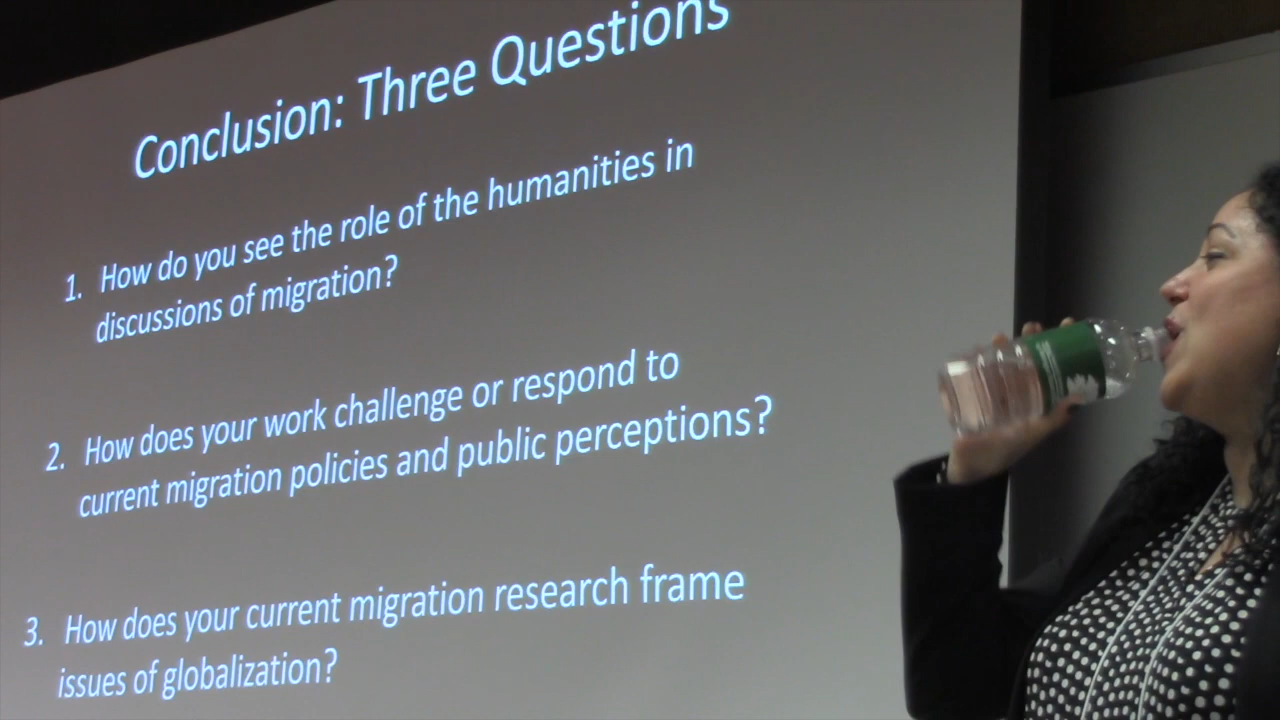 Conclusion: Three Questions
1. How do you see the role of the humanities in
discussions of migration?
2. How does your work challenge or respond to
current migration policies and public perceptions?
3. How does your current migration research frame
issues of globalization?